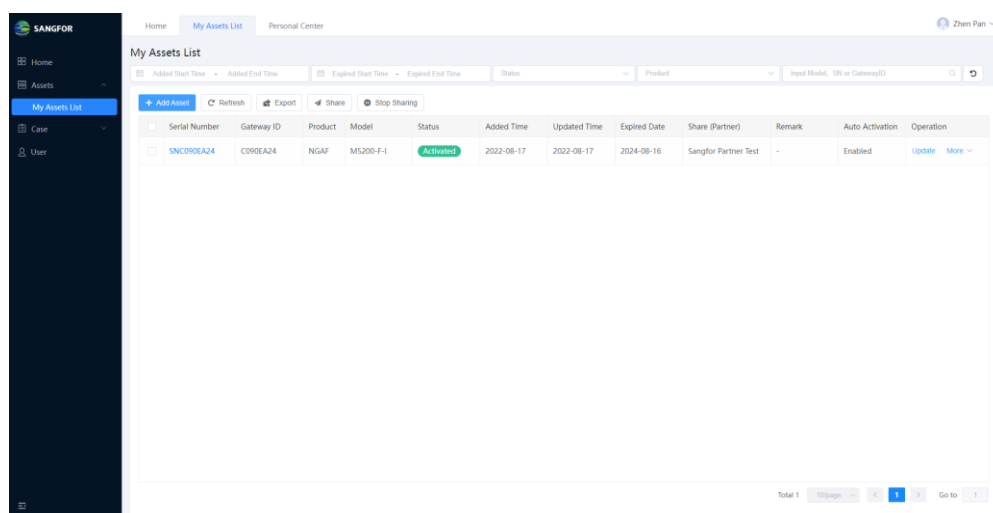 SANGFOR
Home My Assets List Personal Center Zhen Pan
Home
Assets
My Assets List
Case
User
My Assets List
Added Start Time - Added End Time Expired Start Time - Expired End Time Status Product Input Model, SN or GatewayID
+ Add Asset Refresh Export Share Stop Sharing
Serial Number Gateway ID Product Model Status Added Time Updated Time Expired Date Share (Partner) Remark Auto Activation Operation
SNC090EA24 C090EA24 NGAF M5200-F-I Activated 2022-08-17 2022-08-17 2024-08-16 Sangfor Partner Test - Enabled Update More
Total 1 10/page < 1 > Go to 1